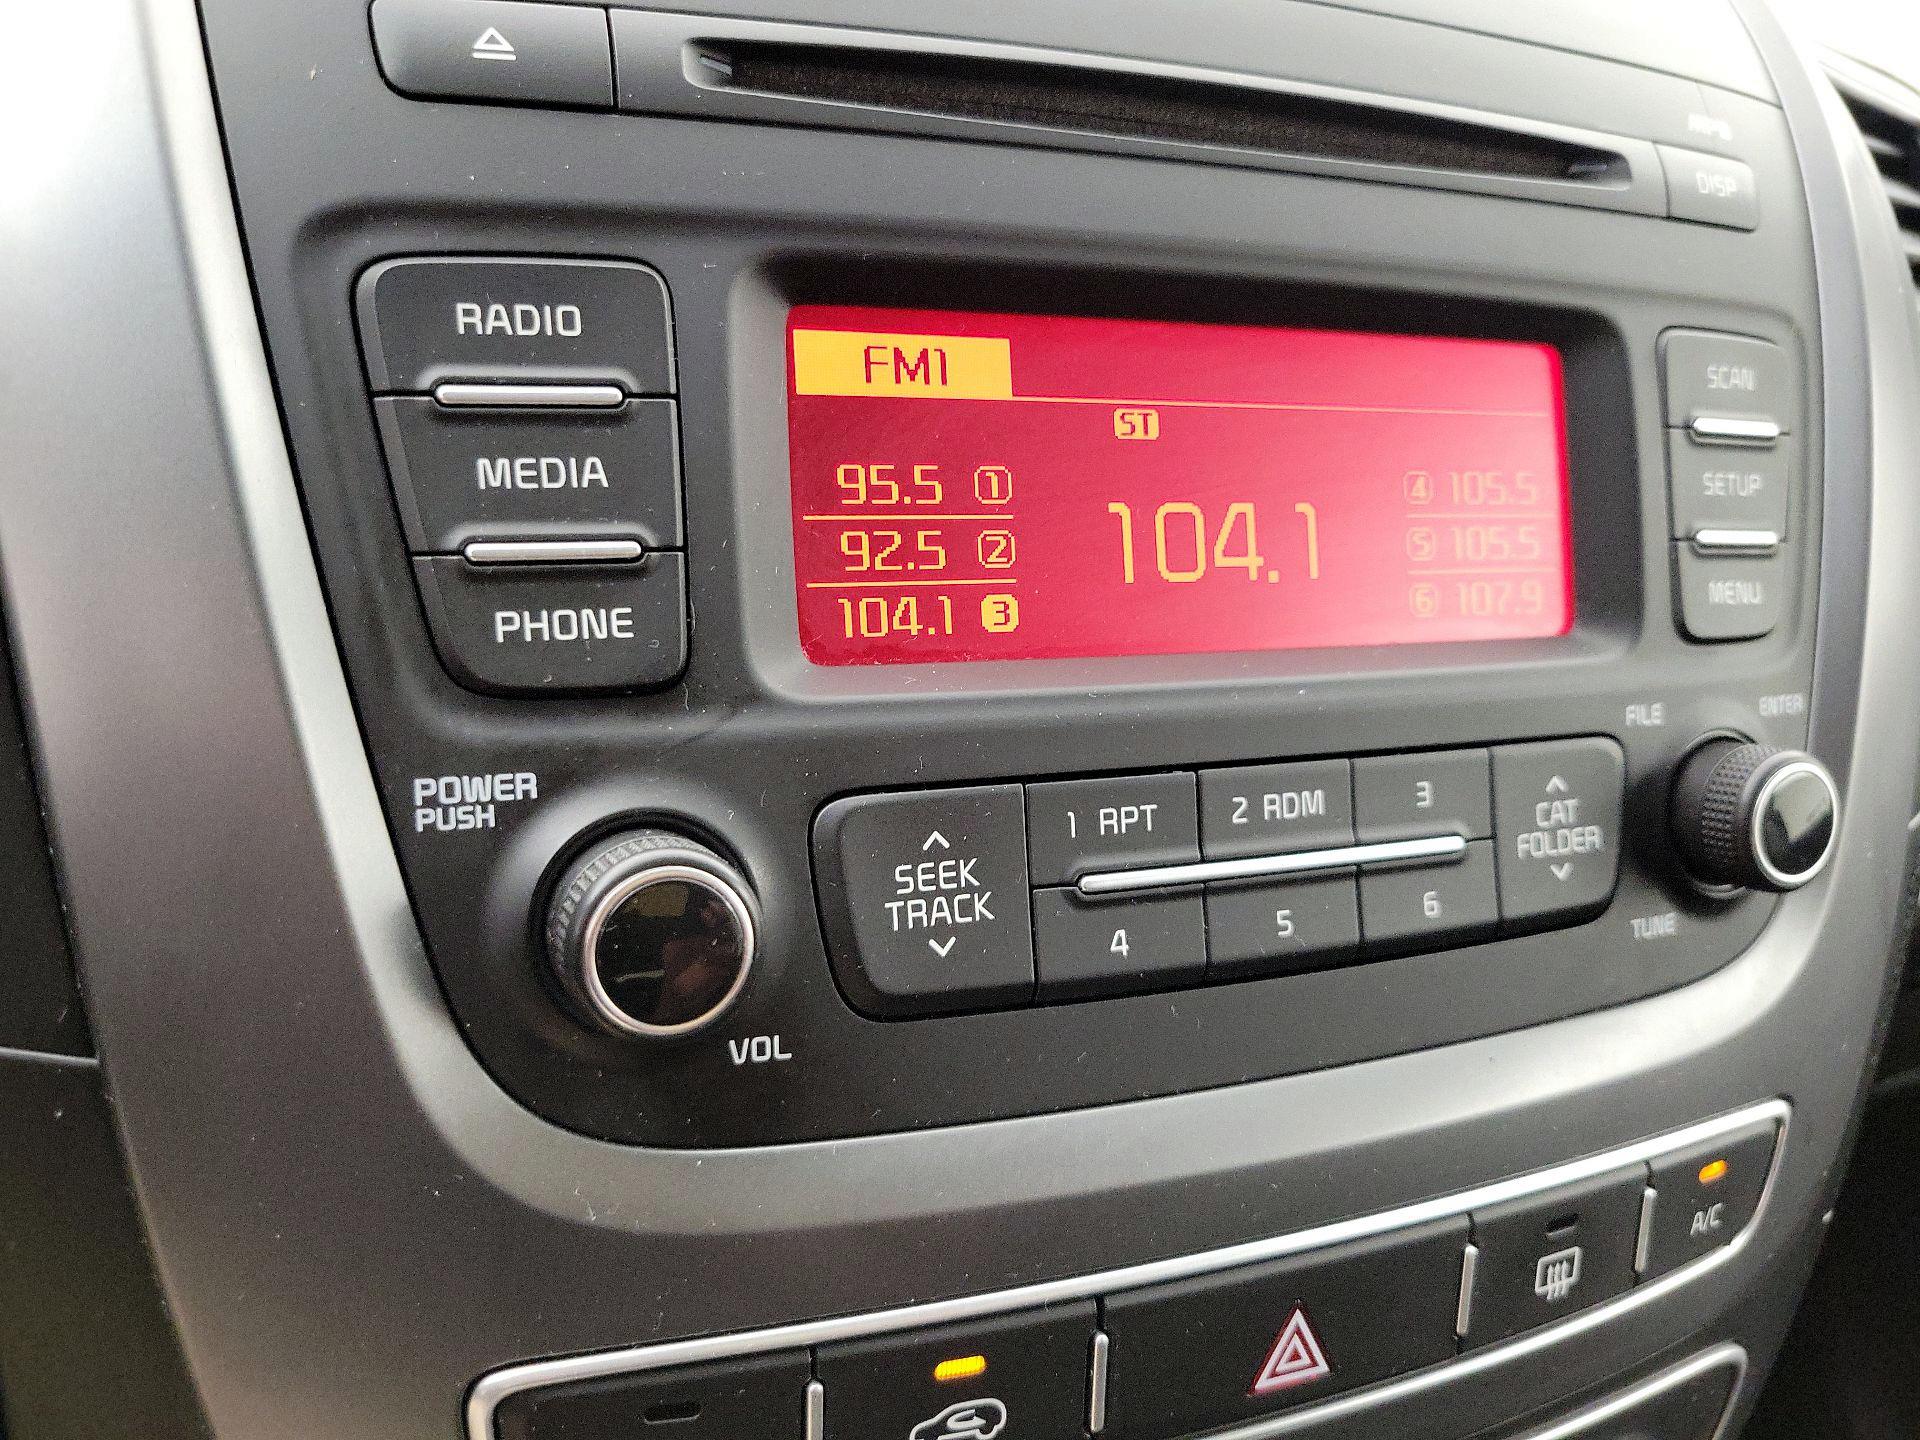 DISP
RADIO
MEDIA
PHONE
FM1
ST
95.5 1
92.5 2
104.1 3
104.1
4 105.5
5 105.5
6 107.9
SCAN
SETUP
MENU
POWER
PUSH
VOL
SEEK
TRACK
1 RPT
2 RDM
3
4
5
6
CAT
FOLDER
FILE
ENTER
TUNE
A/C